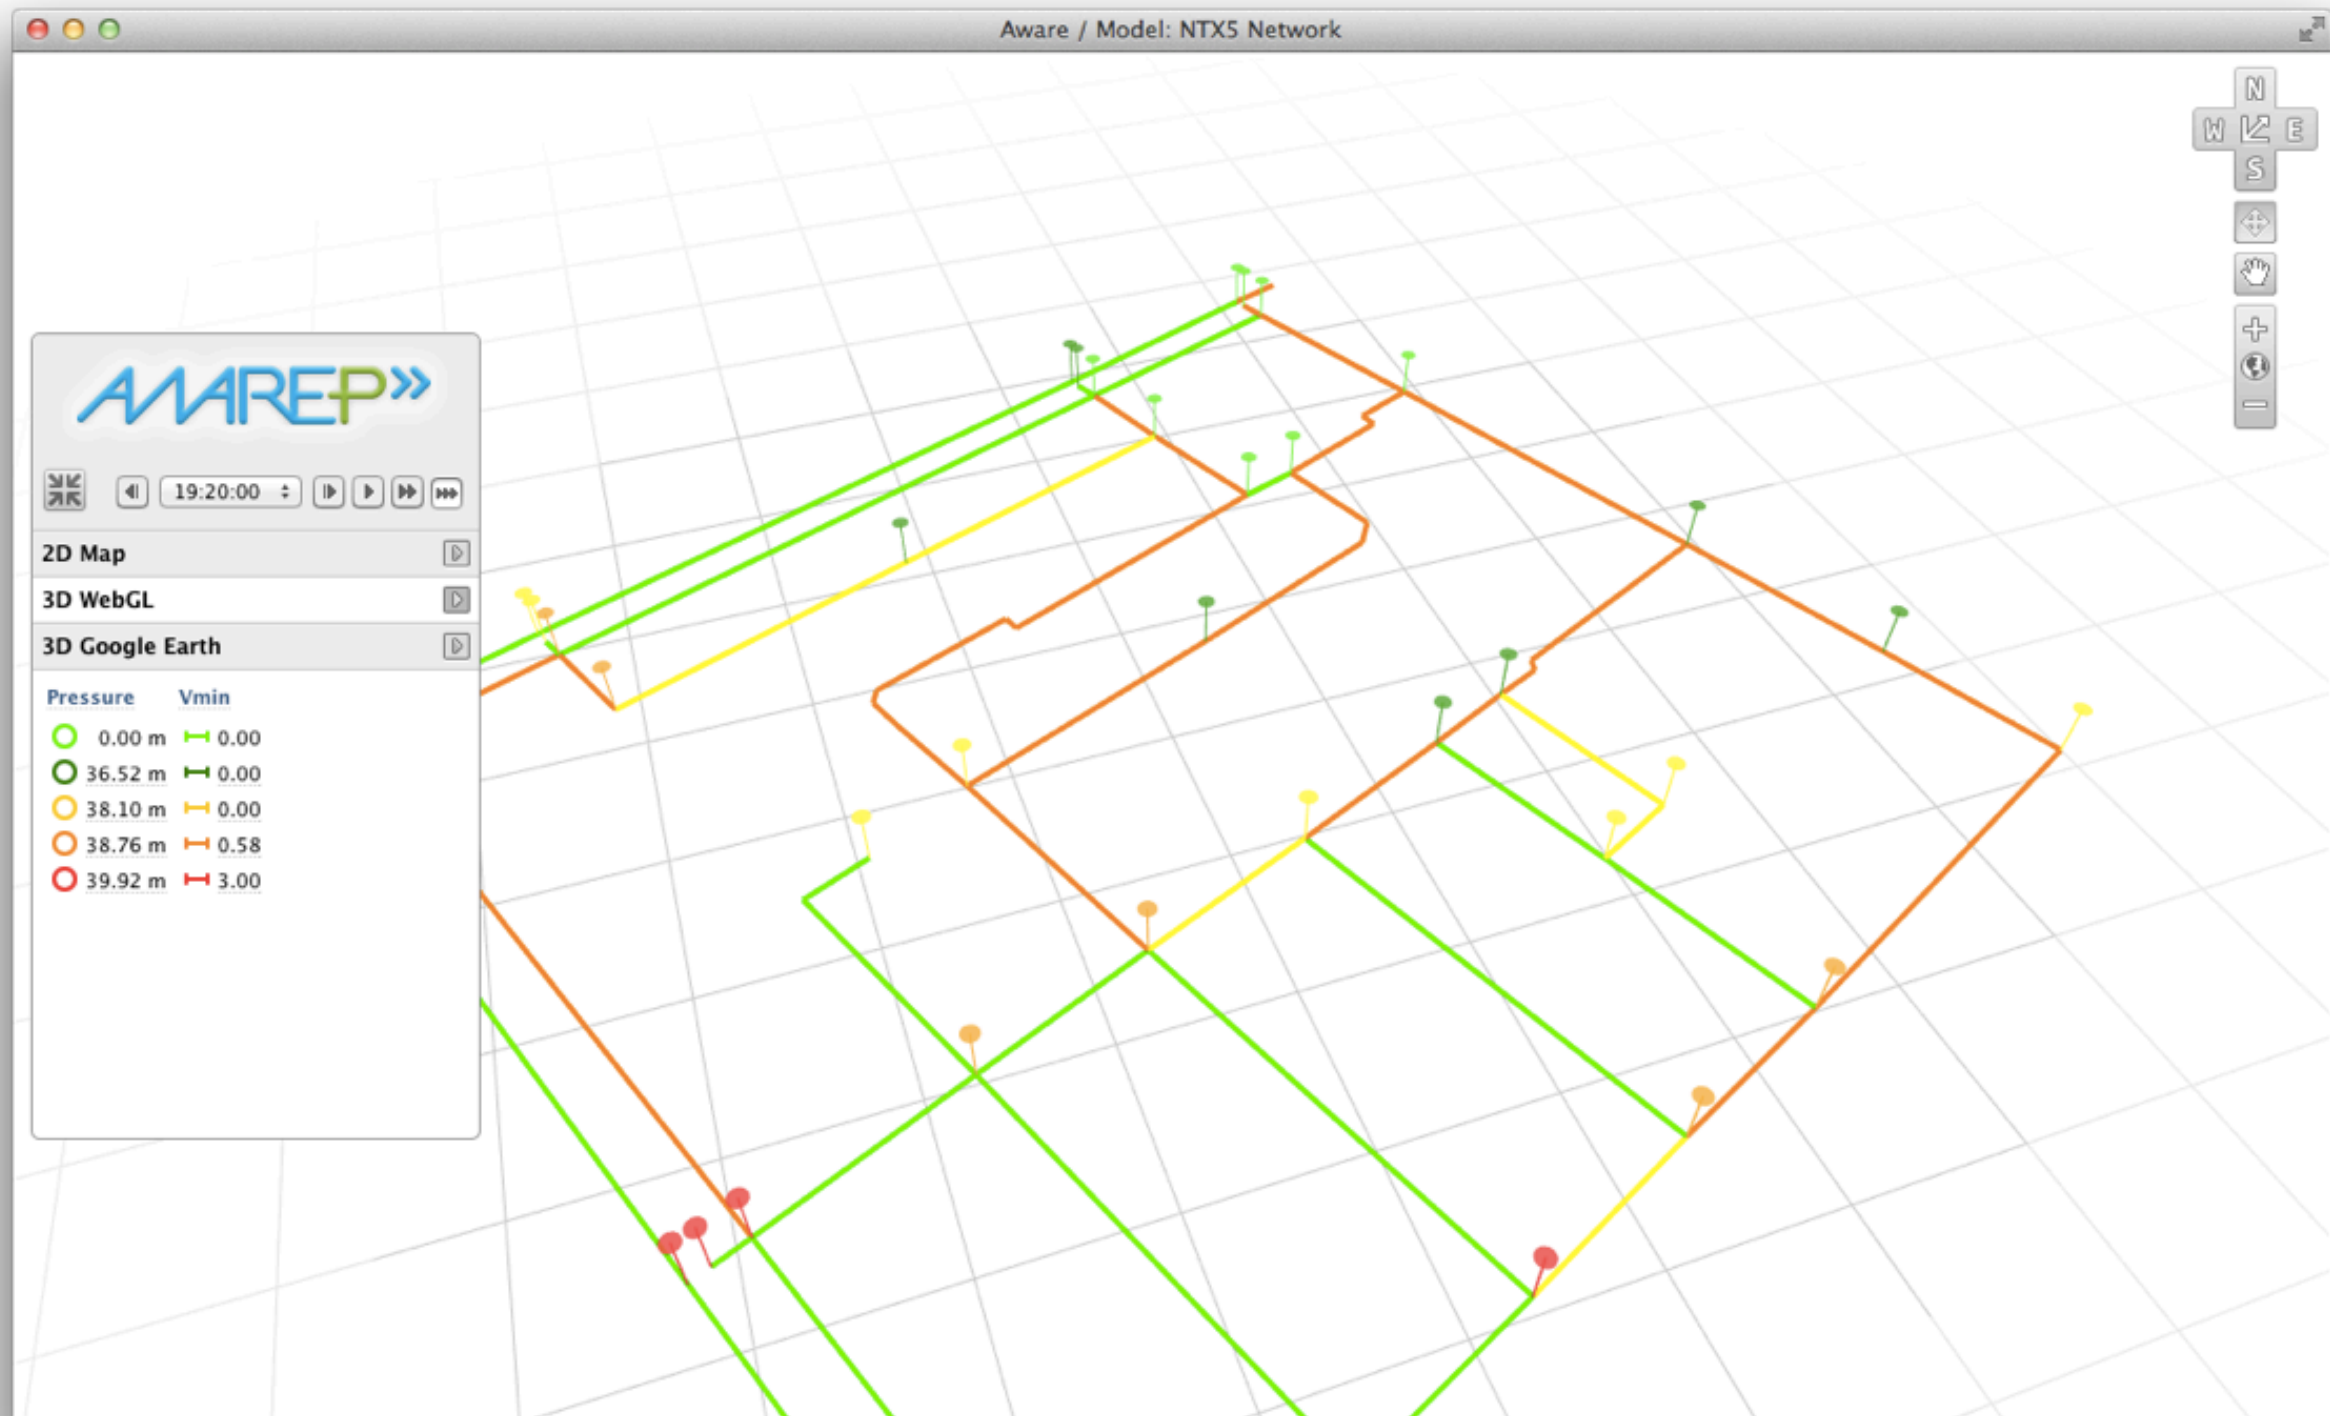 Aware / Model: NTX5 Network
N
W E
S
AWAREP
19:20:00
2D Map
3D WebGL
3D Google Earth
Pressure Vmin
0.00 m 0.00
36.52 m 0.00
38.10 m 0.00
38.76 m 0.58
39.92 m 3.00